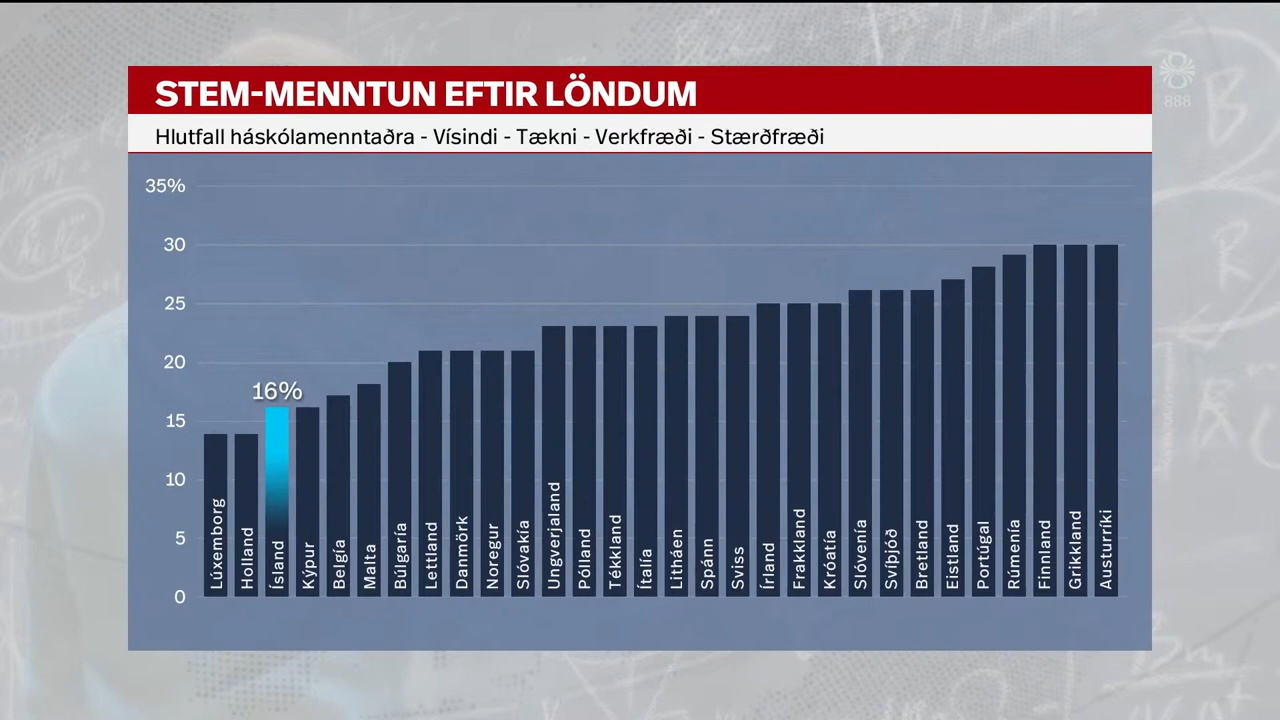 STEM-MENNTUN EFTIR LÖNDUM
888
Hlutfall háskólamenntaðra - Vísindi - Tækni - Verkfræði - Stærðfræði
35%
30
25
20
15
10
5
0
16%
Lúxemborg
Holland
Ísland
Kýpur
Belgía
Malta
Búlgaría
Lettland
Danmörk
Noregur
Slóvakía
Ungverjaland
Pólland
Tékkland
Ítalía
Litháen
Spánn
Sviss
Írland
Frakkland
Króatía
Slóvenía
Svíþjóð
Bretland
Eistland
Portúgal
Rúmenía
Finnland
Grikkland
Austurríki